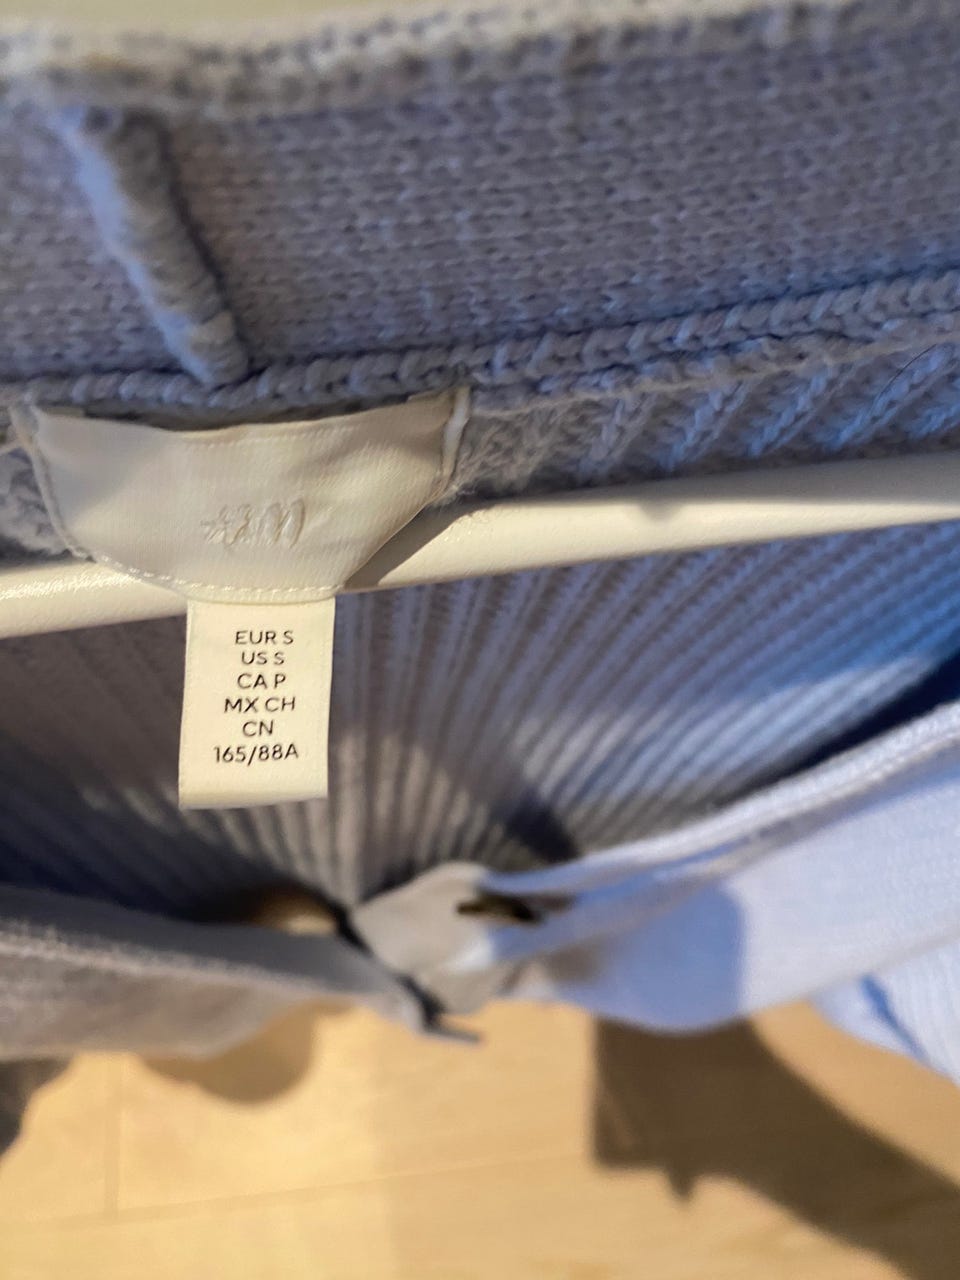 H&M
EUR S
US S
CA P
MX CH
CN
165/88A